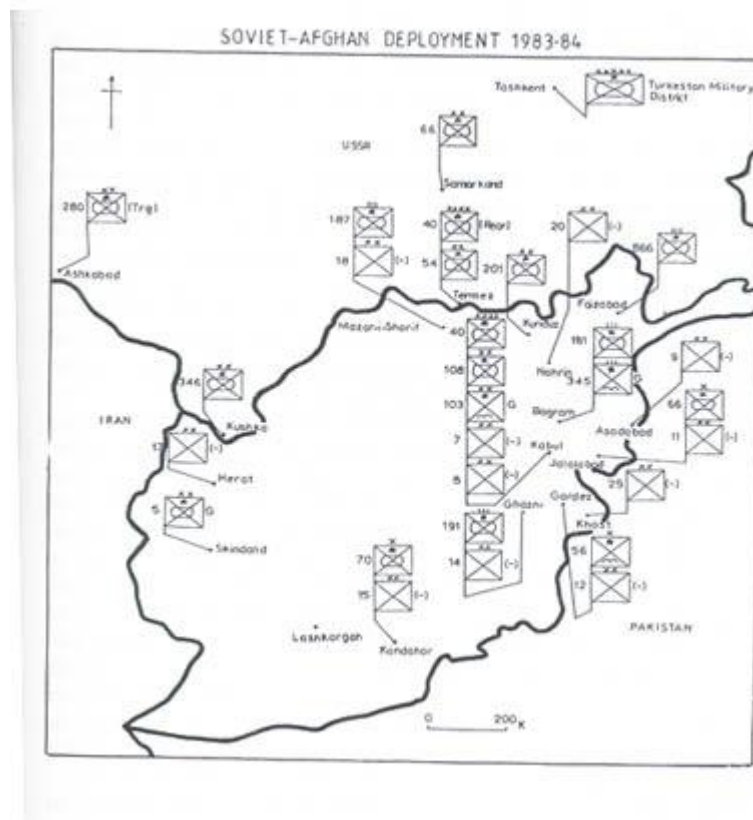 SOVIET-AFGHAN DEPLOYMENT 1983-84
Tashkent
Turkestan Military
District
USSR
66
Samarkand
280
(Trg)
Ashkabad
187
18
(-)
40
(Rear)
54
Termez
201
Kunduz
20
(-)
Nahrin
866
Faizabad
Mazari-Sharif
40
108
103
G
7
(-)
8
(-)
Kabul
181
345
G
Bagram
9
(-)
Asadabad
66
11
(-)
Jalalabad
346
Kushka
IRAN
17
(-)
Herat
5
G
Skindand
Ghazni
191
14
(-)
Gardez
25
(-)
Khost
56
12
(-)
70
15
(-)
Kandahar
Lashkargah
PAKISTAN
0
200 K